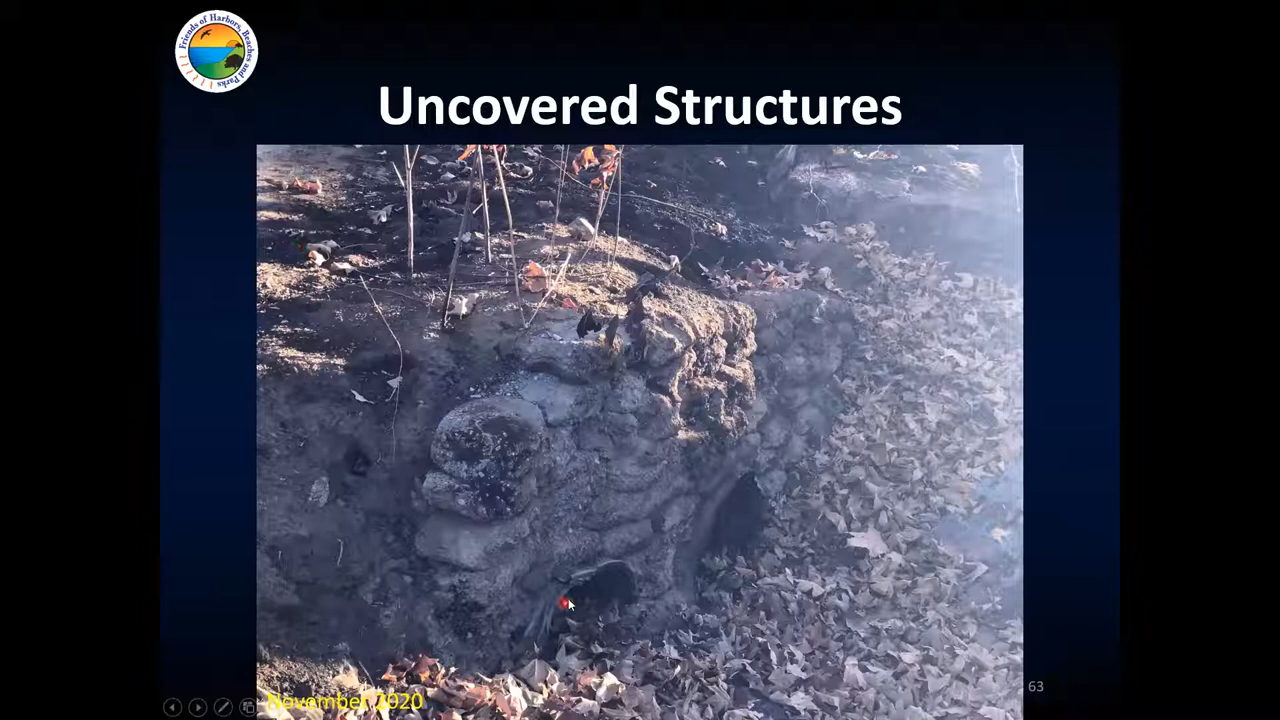 Friends of Harbors, Beaches and Parks
Uncovered Structures
November 2020
63